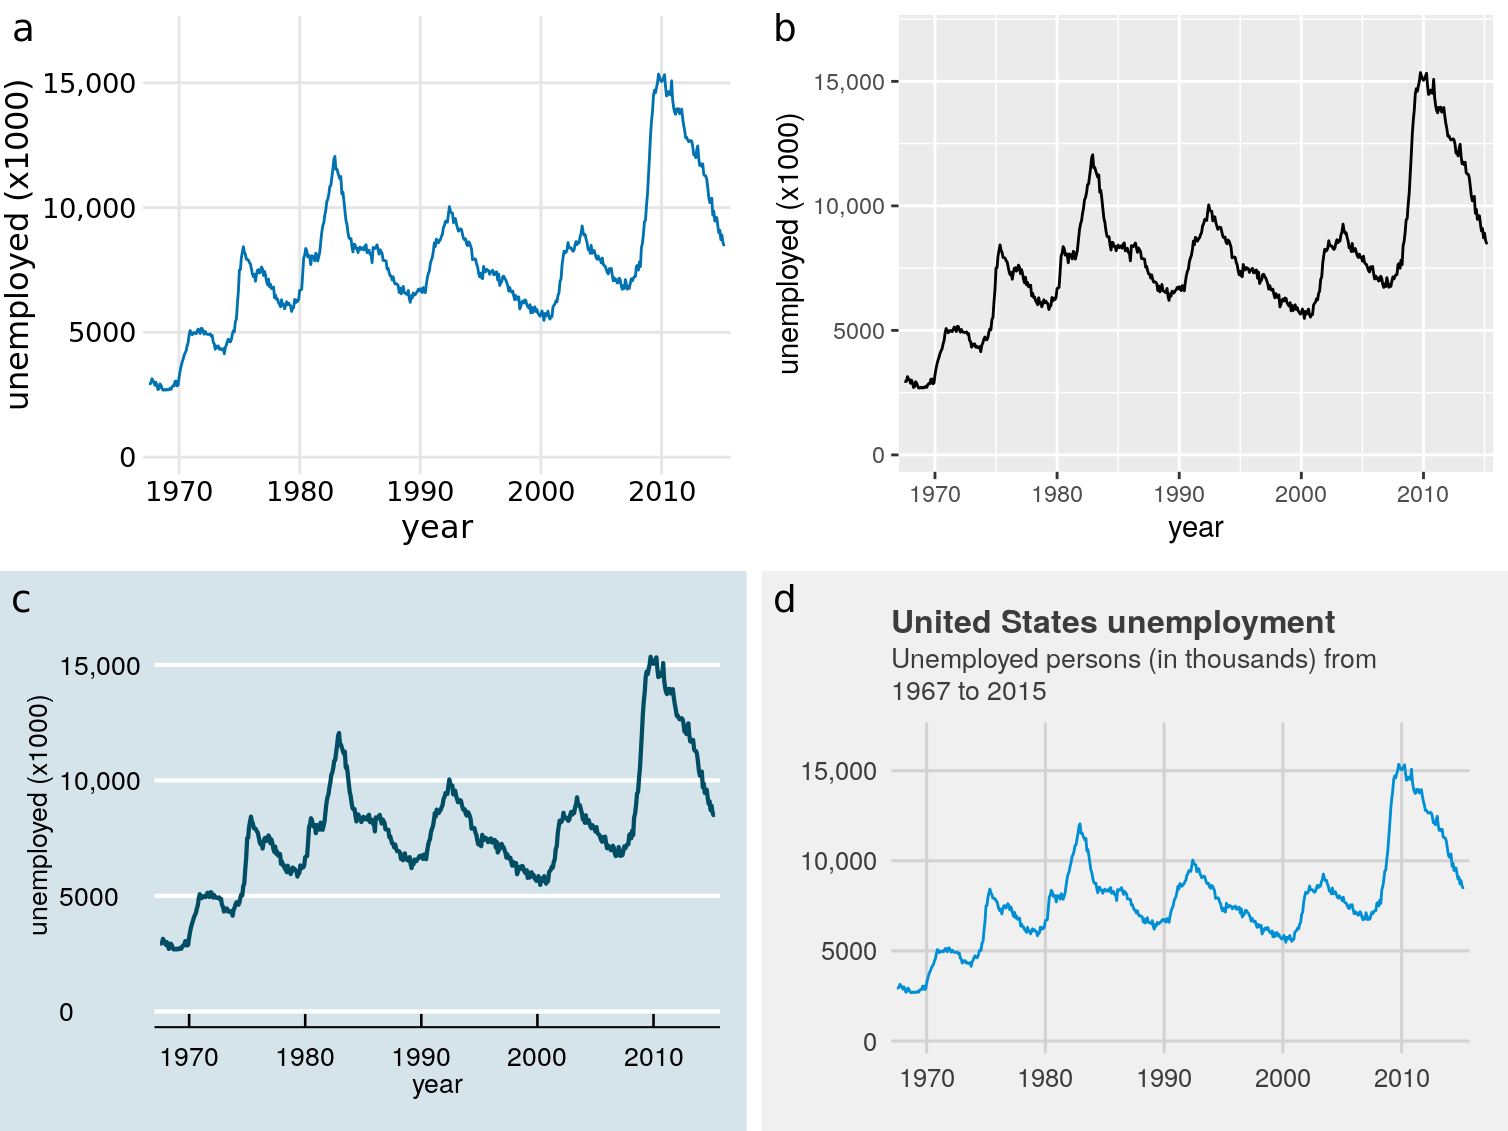 a
unemployed (x1000)
15,000
10,000
5000
0
1970 1980 1990 2000 2010
year
b
unemployed (x1000)
15,000
10,000
5000
0
1970 1980 1990 2000 2010
year
c
unemployed (x1000)
15,000
10,000
5000
0
1970 1980 1990 2000 2010
year
d
United States unemployment
Unemployed persons (in thousands) from
1967 to 2015
15,000
10,000
5000
0
1970 1980 1990 2000 2010